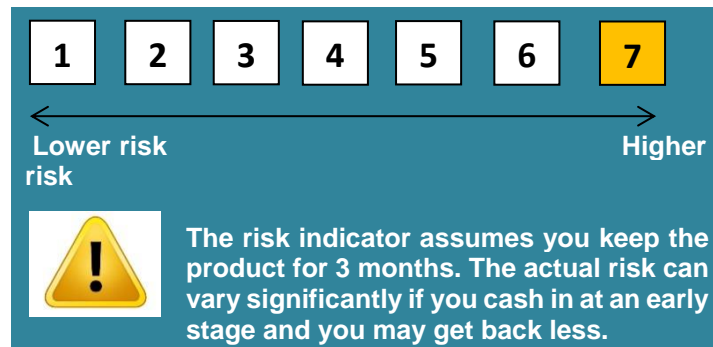 1 2 3 4 5 6 7
Lower risk Higher
risk
!
The risk indicator assumes you keep the
product for 3 months. The actual risk can
vary significantly if you cash in at an early
stage and you may get back less.